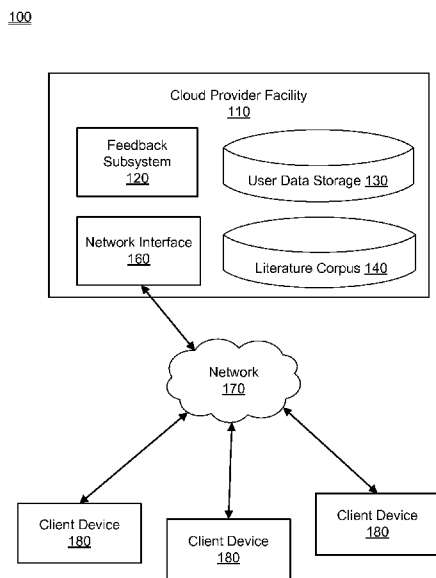 100
Cloud Provider Facility
110
Feedback
Subsystem
120
User Data Storage 130
Network Interface
160
Literature Corpus 140
Network
170
Client Device
180
Client Device
180
Client Device
180